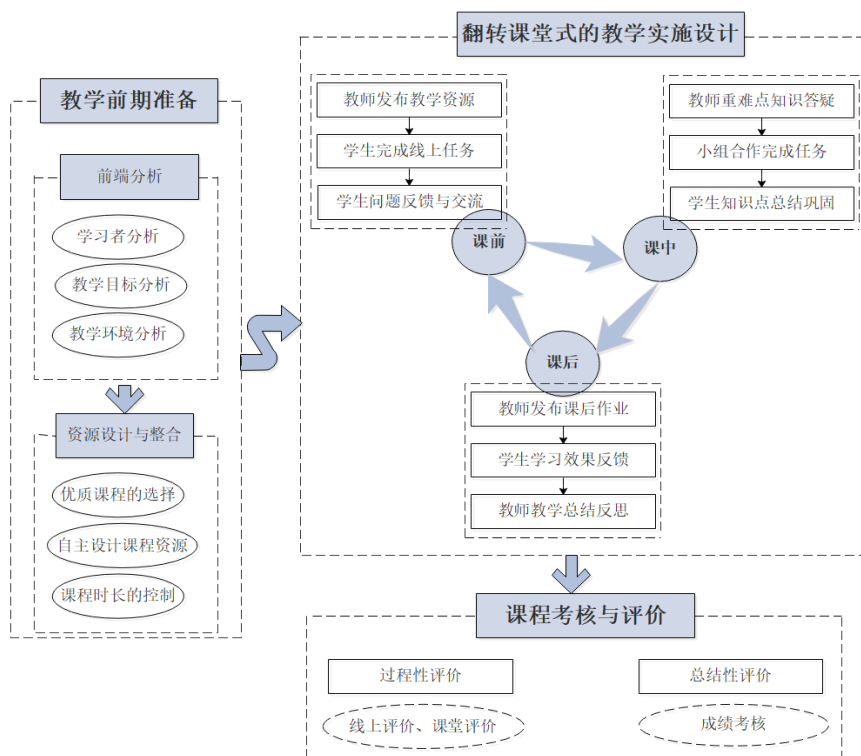 教学前期准备
前端分析
学习者分析
教学目标分析
教学环境分析
资源设计与整合
优质课程的选择
自主设计课程资源
课程时长的控制
翻转课堂式的教学实施设计
教师发布教学资源
学生完成线上任务
学生问题反馈与交流
课前
教师重难点知识答疑
小组合作完成任务
学生知识点总结巩固
课中
课后
教师发布课后作业
学生学习效果反馈
教师教学总结反思
课程考核与评价
过程性评价
线上评价、课堂评价
总结性评价
成绩考核